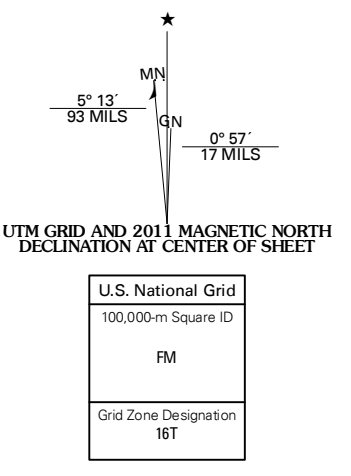 ★
MN
5° 13´
93 MILS
GN
0° 57´
17 MILS
UTM GRID AND 2011 MAGNETIC NORTH
DECLINATION AT CENTER OF SHEET
U.S. National Grid
100,000-m Square ID
FM
Grid Zone Designation
16T